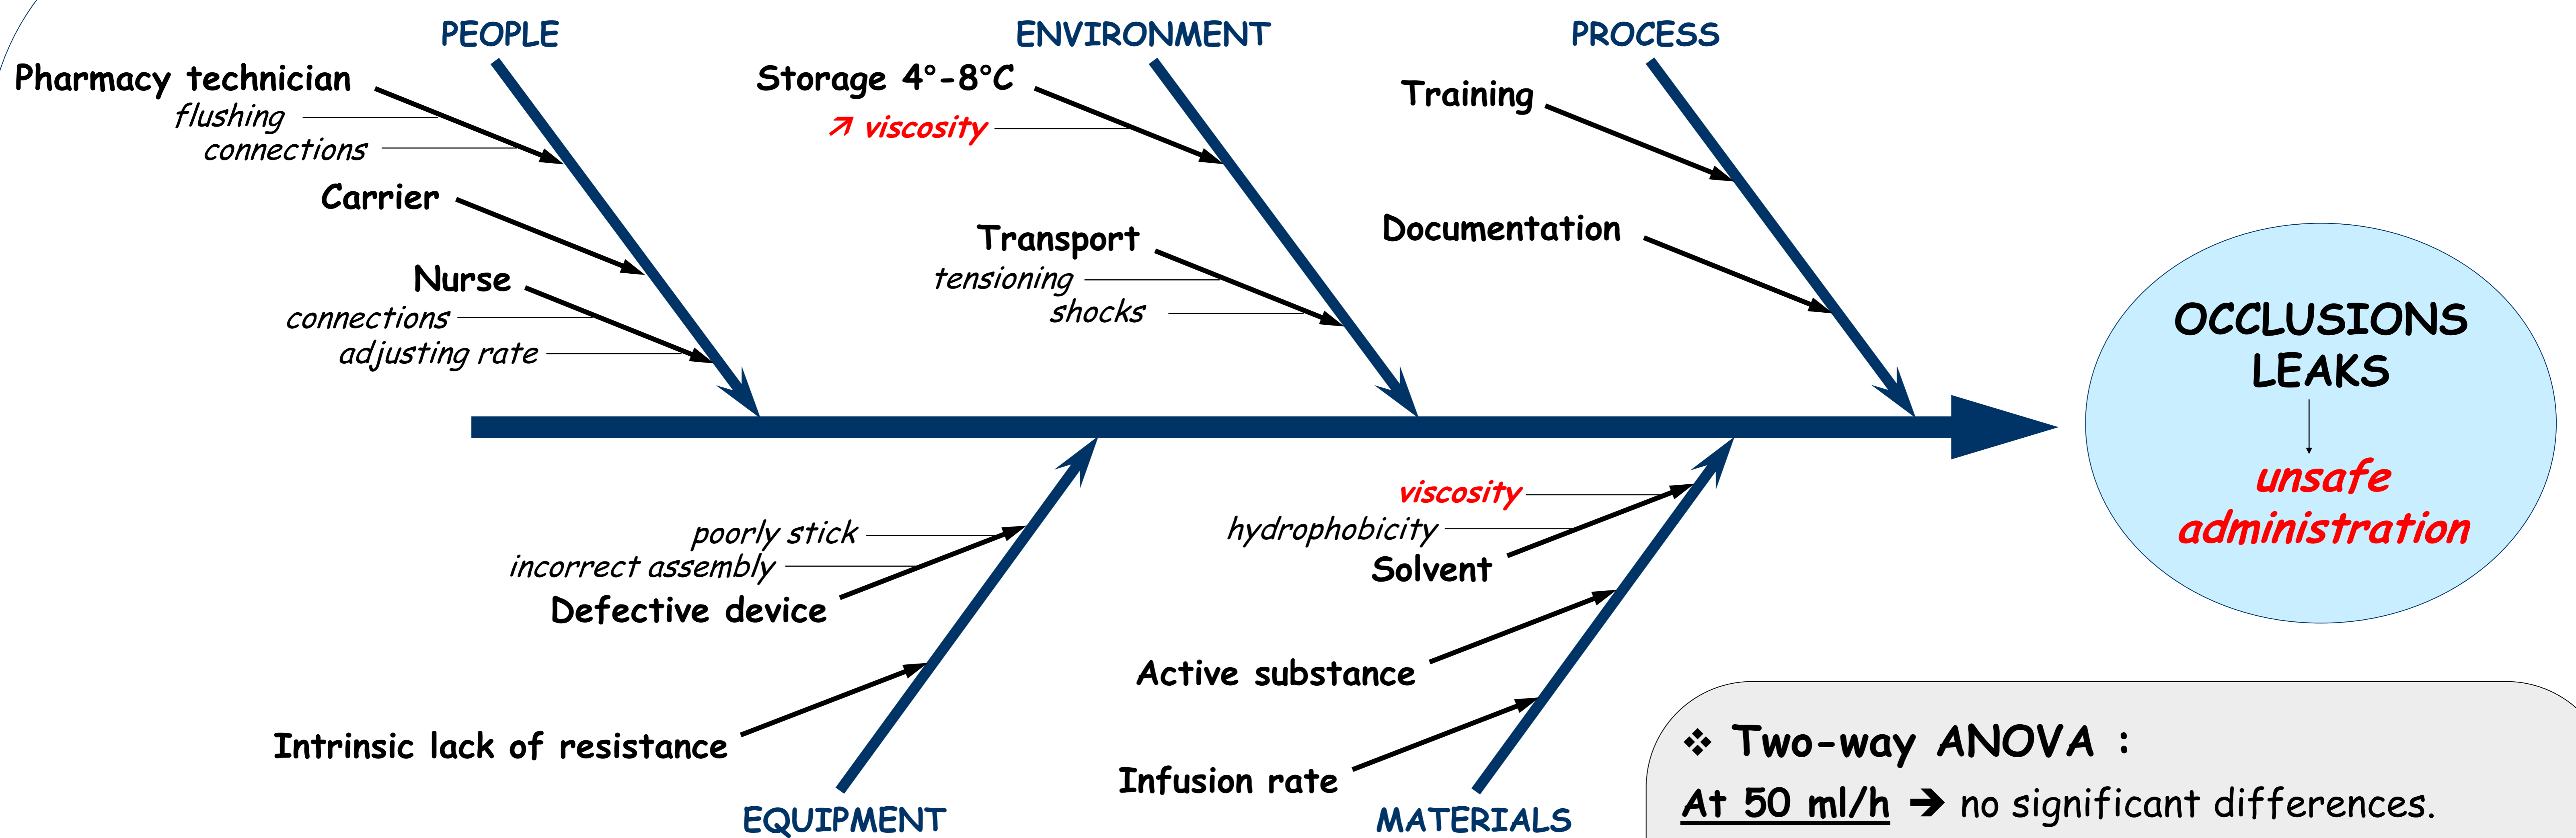 PEOPLE
ENVIRONMENT
PROCESS
Pharmacy technician
flushing
connections
Carrier
Nurse
connections
adjusting rate
Storage 4°-8°C
↗ viscosity
Transport
tensioning
shocks
Training
Documentation
OCCLUSIONS
LEAKS
unsafe
administration
poorly stick
incorrect assembly
Defective device
Intrinsic lack of resistance
EQUIPMENT
viscosity
hydrophobicity
Solvent
Active substance
Infusion rate
MATERIALS
❖ Two-way ANOVA :
At 50 ml/h ➔ no significant differences.